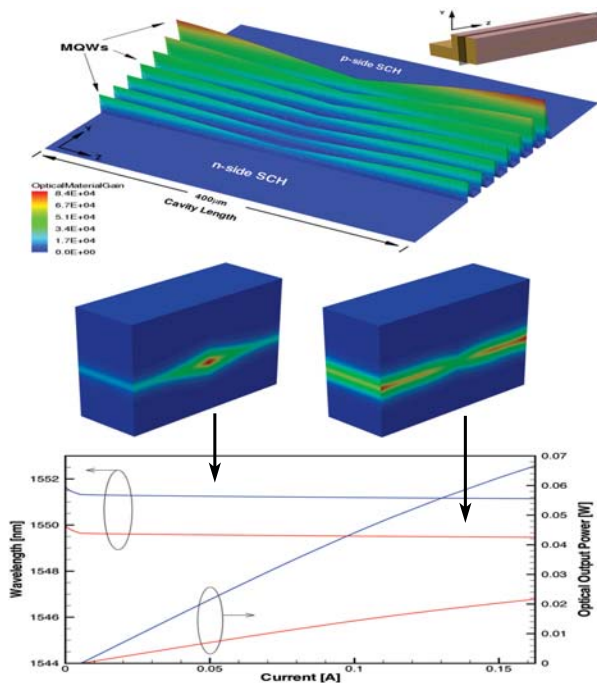 Y
Z
MQWs
p-side SCH
Y
Z
n-side SCH
OpticalMaterialGain
8.4E+04
6.7E+04
5.1E+04
3.4E+04
1.7E+04
0.0E+00
400µm
Cavity Length
1552
1550
1548
1546
1544
Wavelength [nm]
0.07
0.06
0.05
0.04
0.03
0.02
0.01
0
Optical Output Power [W]
0
0.05
0.1
0.15
Current [A]